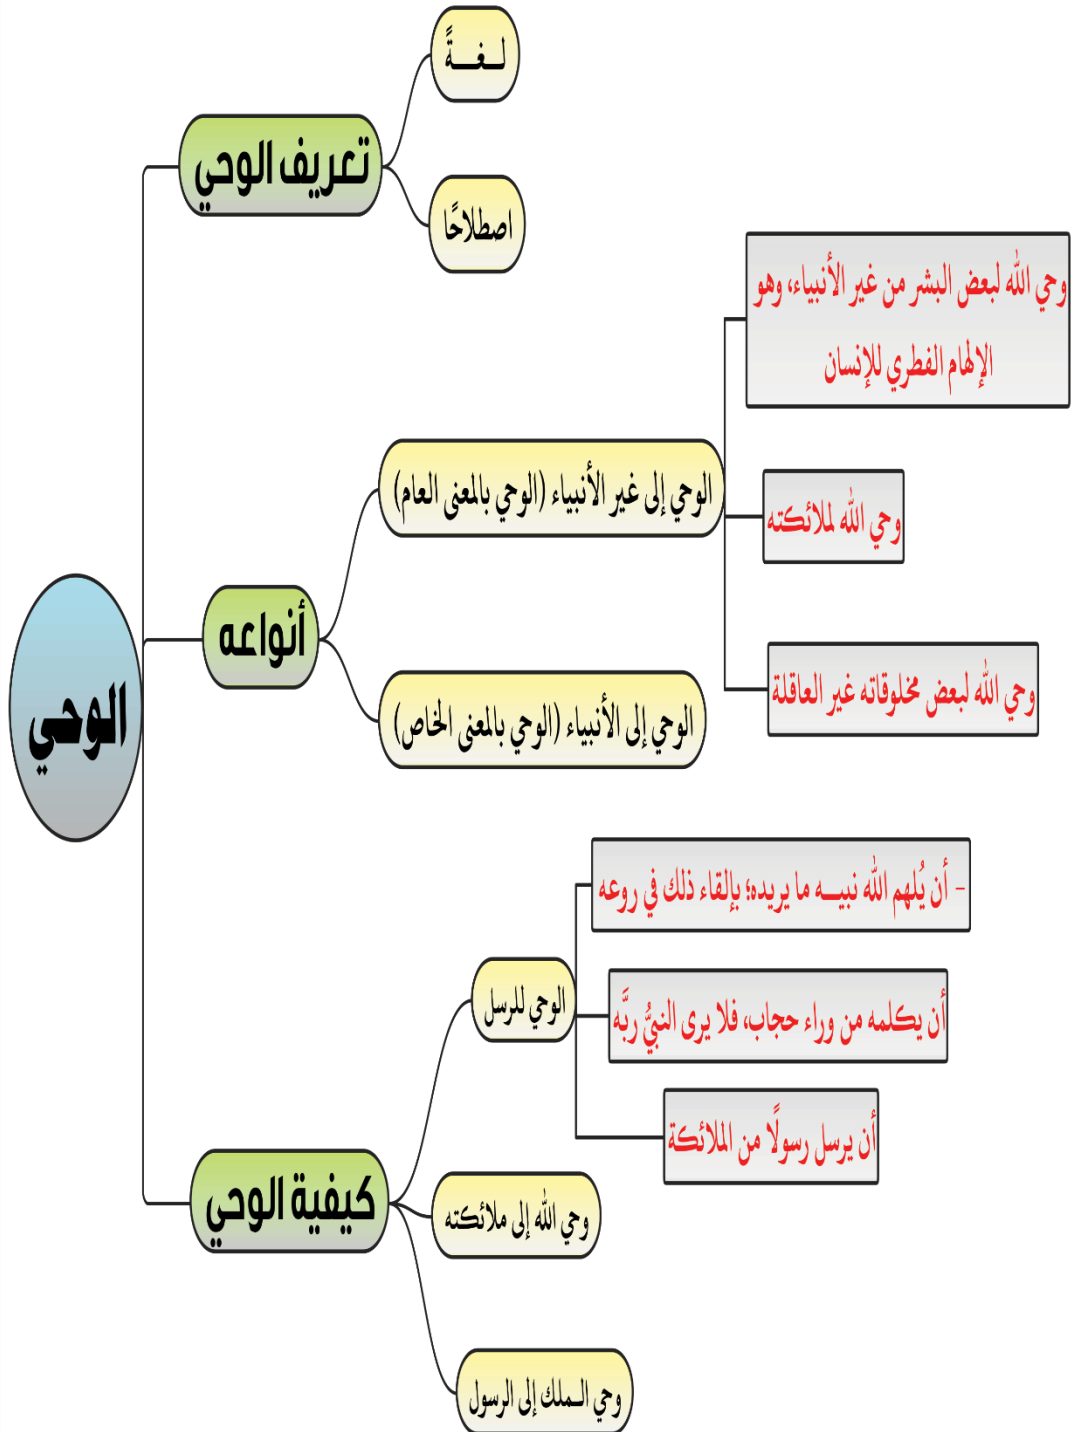 الوحي
تعريف الوحي
لـغـــةً
اصطلاحًا
أنواعه
الوحي إلى غير الأنبياء (الوحي بالمعنى العام)
وحي الله لبعض البشر من غير الأنبياء، وهو
الإلهام الفطري للإنسان
وحي الله لملائكته
وحي الله لبعض مخلوقاته غير العاقلة
الوحي إلى الأنبياء (الوحي بالمعنى الخاص)
كيفية الوحي
الوحي للرسل
- أن يُلهم الله نبيـــه ما يريده؛ بإلقاء ذلك في روعه
أن يكلمه من وراء حجاب، فلا يرى النبيُّ ربَّه
أن يرسل رسولًا من الملائكة
وحي الله إلى ملائكته
وحي الـملك إلى الرسول